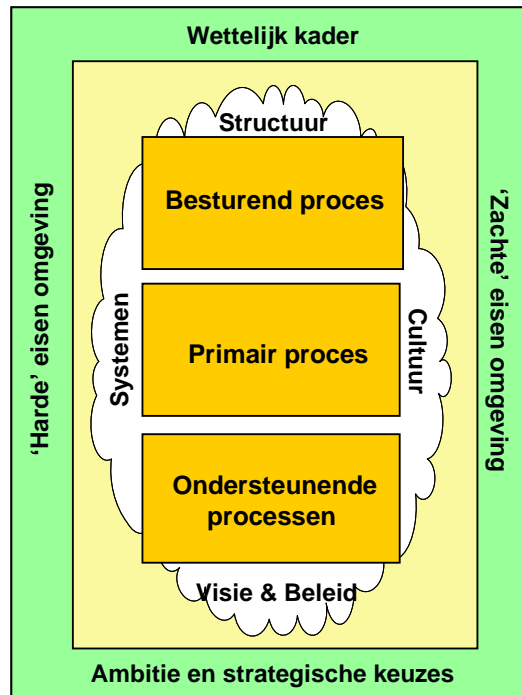 Wettelijk kader
Structuur
Besturend proces
'Harde' eisen omgeving
Systemen
Primair proces
Cultuur
'Zachte' eisen omgeving
Ondersteunende
processen
Visie & Beleid
Ambitie en strategische keuzes